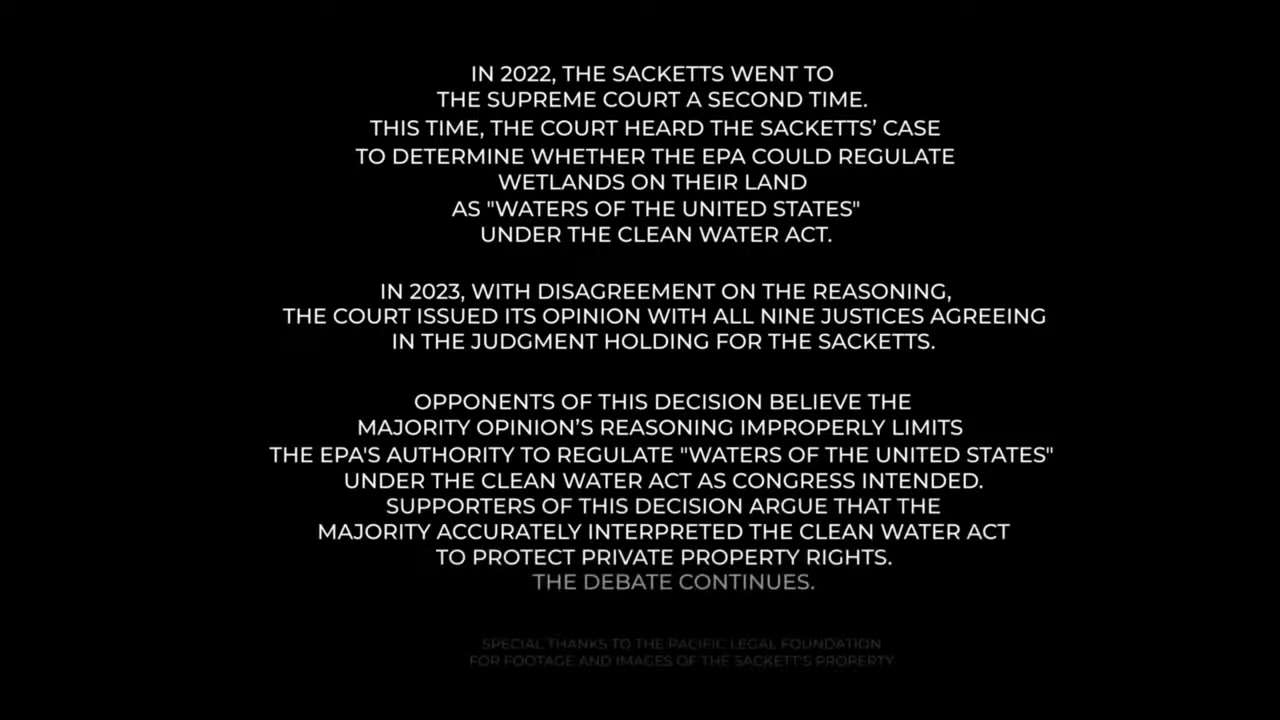 IN 2022, THE SACKETTS WENT TO
THE SUPREME COURT A SECOND TIME.
THIS TIME, THE COURT HEARD THE SACKETTS’ CASE
TO DETERMINE WHETHER THE EPA COULD REGULATE
WETLANDS ON THEIR LAND
AS "WATERS OF THE UNITED STATES"
UNDER THE CLEAN WATER ACT.
IN 2023, WITH DISAGREEMENT ON THE REASONING,
THE COURT ISSUED ITS OPINION WITH ALL NINE JUSTICES AGREEING
IN THE JUDGMENT HOLDING FOR THE SACKETTS.
OPPONENTS OF THIS DECISION BELIEVE THE
MAJORITY OPINION’S REASONING IMPROPERLY LIMITS
THE EPA'S AUTHORITY TO REGULATE "WATERS OF THE UNITED STATES"
UNDER THE CLEAN WATER ACT AS CONGRESS INTENDED.
SUPPORTERS OF THIS DECISION ARGUE THAT THE
MAJORITY ACCURATELY INTERPRETED THE CLEAN WATER ACT
TO PROTECT PRIVATE PROPERTY RIGHTS.
THE DEBATE CONTINUES.
SPECIAL THANKS TO THE PACIFIC LEGAL FOUNDATION
FOR FOOTAGE AND IMAGES OF THE SACKETT'S PROPERTY